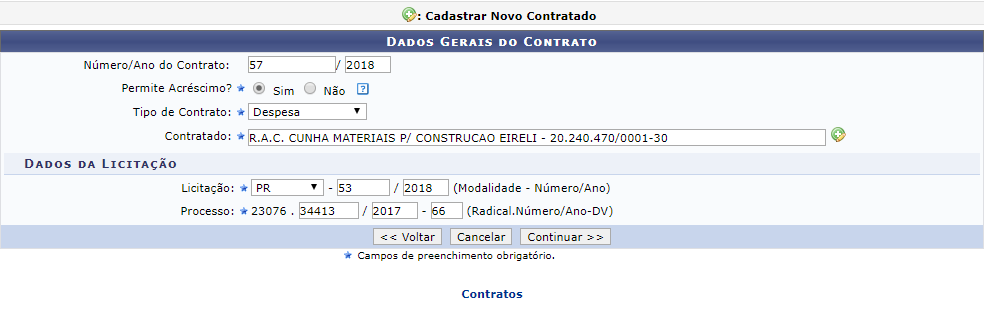 : Cadastrar Novo Contratado
Dados Gerais do Contrato
Número/Ano do Contrato: 57 / 2018
Permite Acréscimo? Sim Não ?
Tipo de Contrato: Despesa
Contratado: R.A.C. CUNHA MATERIAIS P/ CONSTRUCAO EIRELI - 20.240.470/0001-30
Dados da Licitação
Licitação: PR - 53 / 2018 (Modalidade - Número/Ano)
Processo: 23076 . 34413 / 2017 - 66 (Radical.Número/Ano-DV)
<< Voltar Cancelar Continuar >>
Campos de preenchimento obrigatório.
Contratos